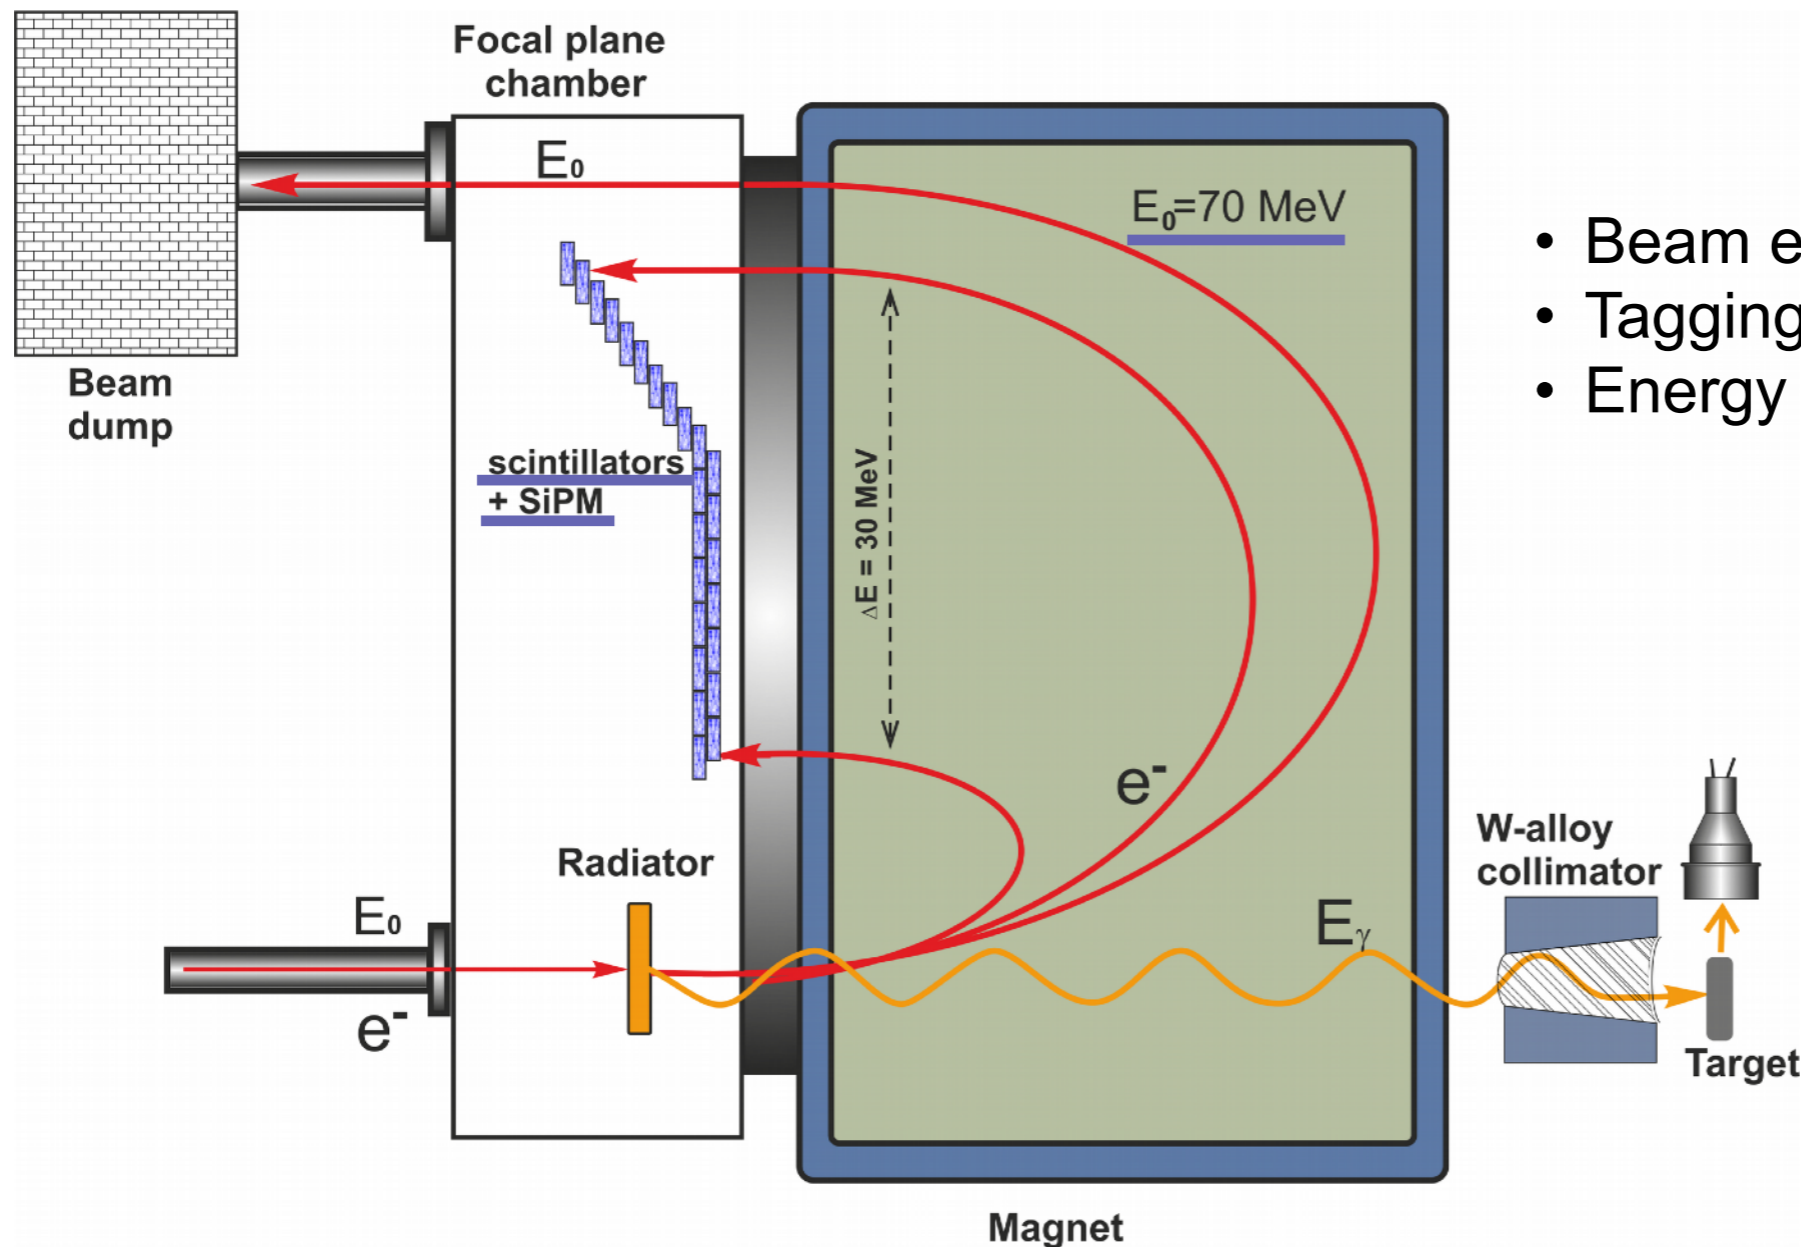 Focal plane
chamber
E₀
E₀=70 MeV
• Beam
• Tagging
• Energy
Beam
dump
scintillators
+ SiPM
ΔE = 30 MeV
e⁻
W-alloy
collimator
Radiator
E₀
Eγ
e⁻
Target
Magnet